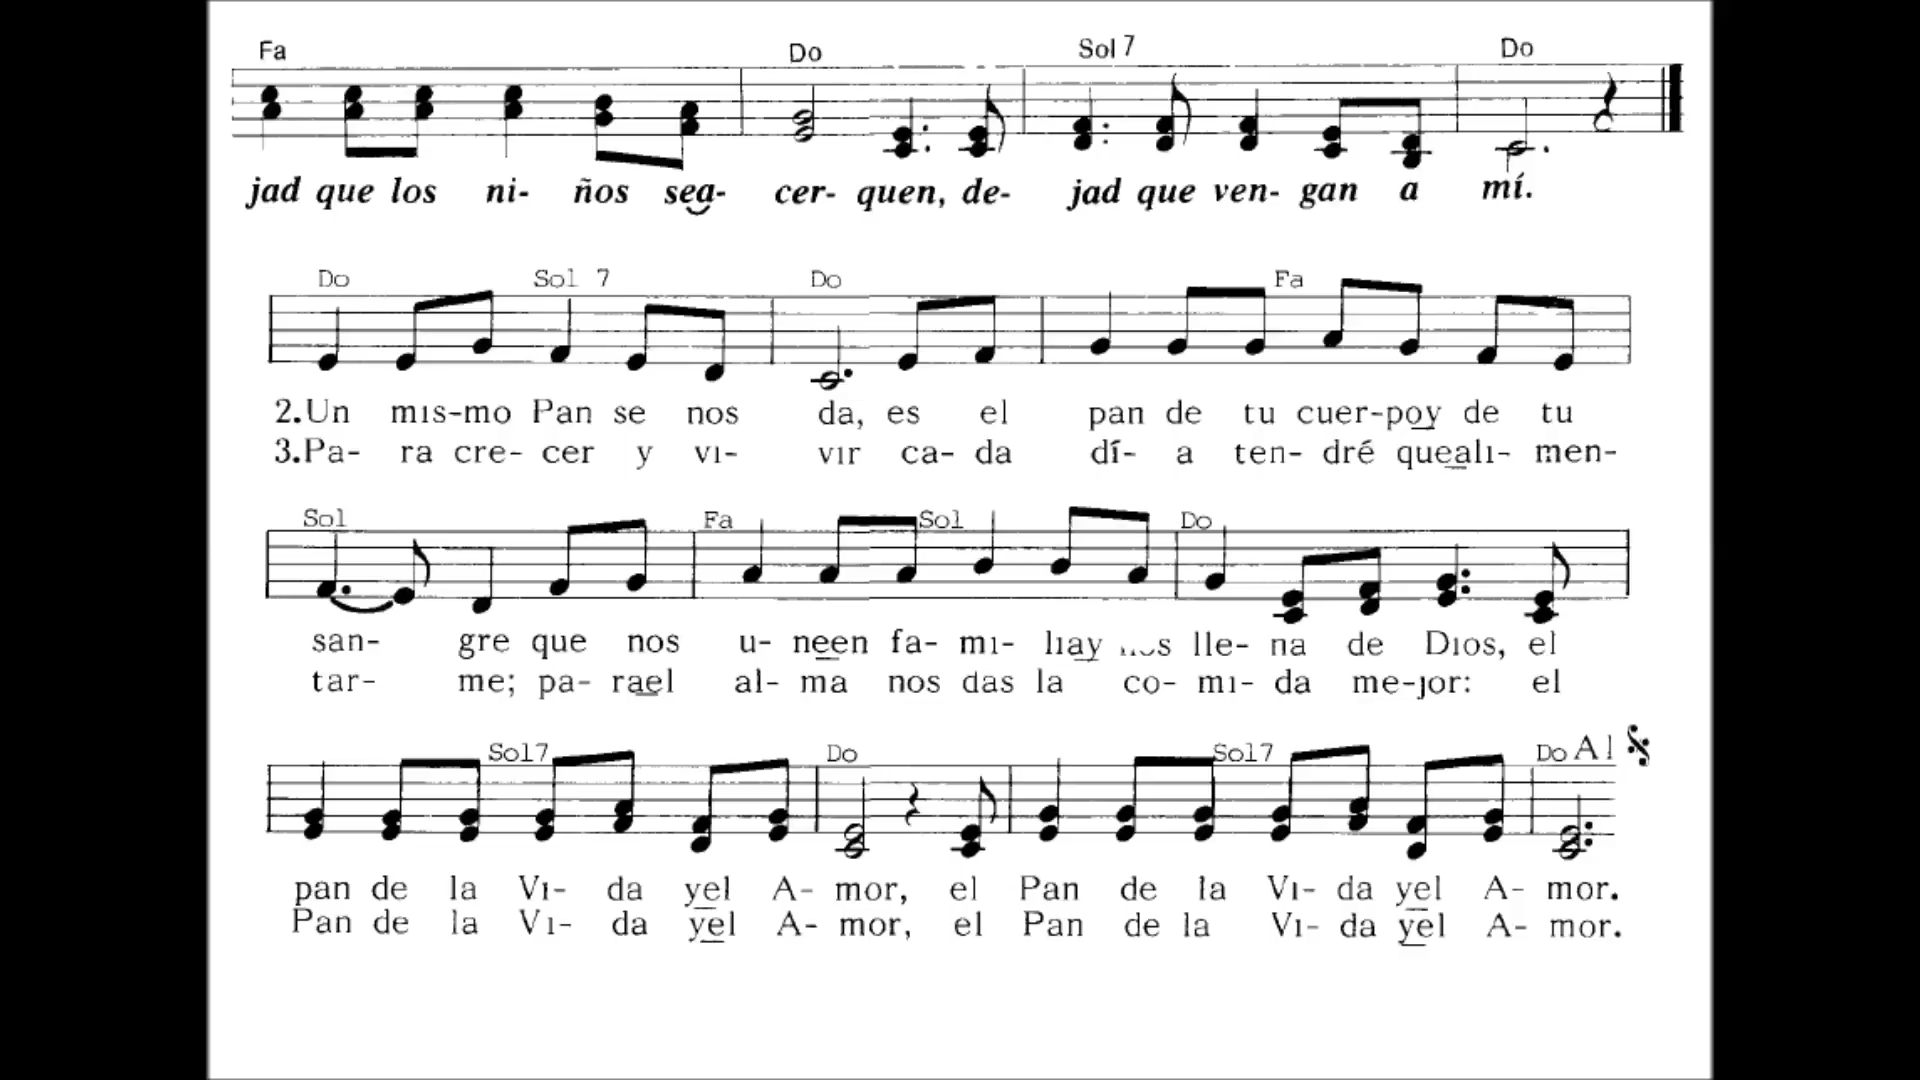 Fa Do Sol 7 Do
jad que los ni- ños sea- cer- quen, de- jad que ven- gan a mí.
Do Sol 7 Do Fa
2.Un mis-mo Pan se nos da, es el pan de tu cuer-poy de tu
3.Pa- ra cre- cer y vi- vir ca- da dí- a ten- dré queali- men-
Sol Fa Sol Do
san- gre que nos u- neen fa- mi- liay lle- na de Dios, el
tar- me; pa- rael al- ma nos das la co- mi- da me-jor: el
Sol7 Do Sol7 Do Al
pan de la Vi- da yel A- mor, el Pan de la Vi- da yel A- mor.
Pan de la Vi- da yel A- mor, el Pan de la Vi- da yel A- mor.